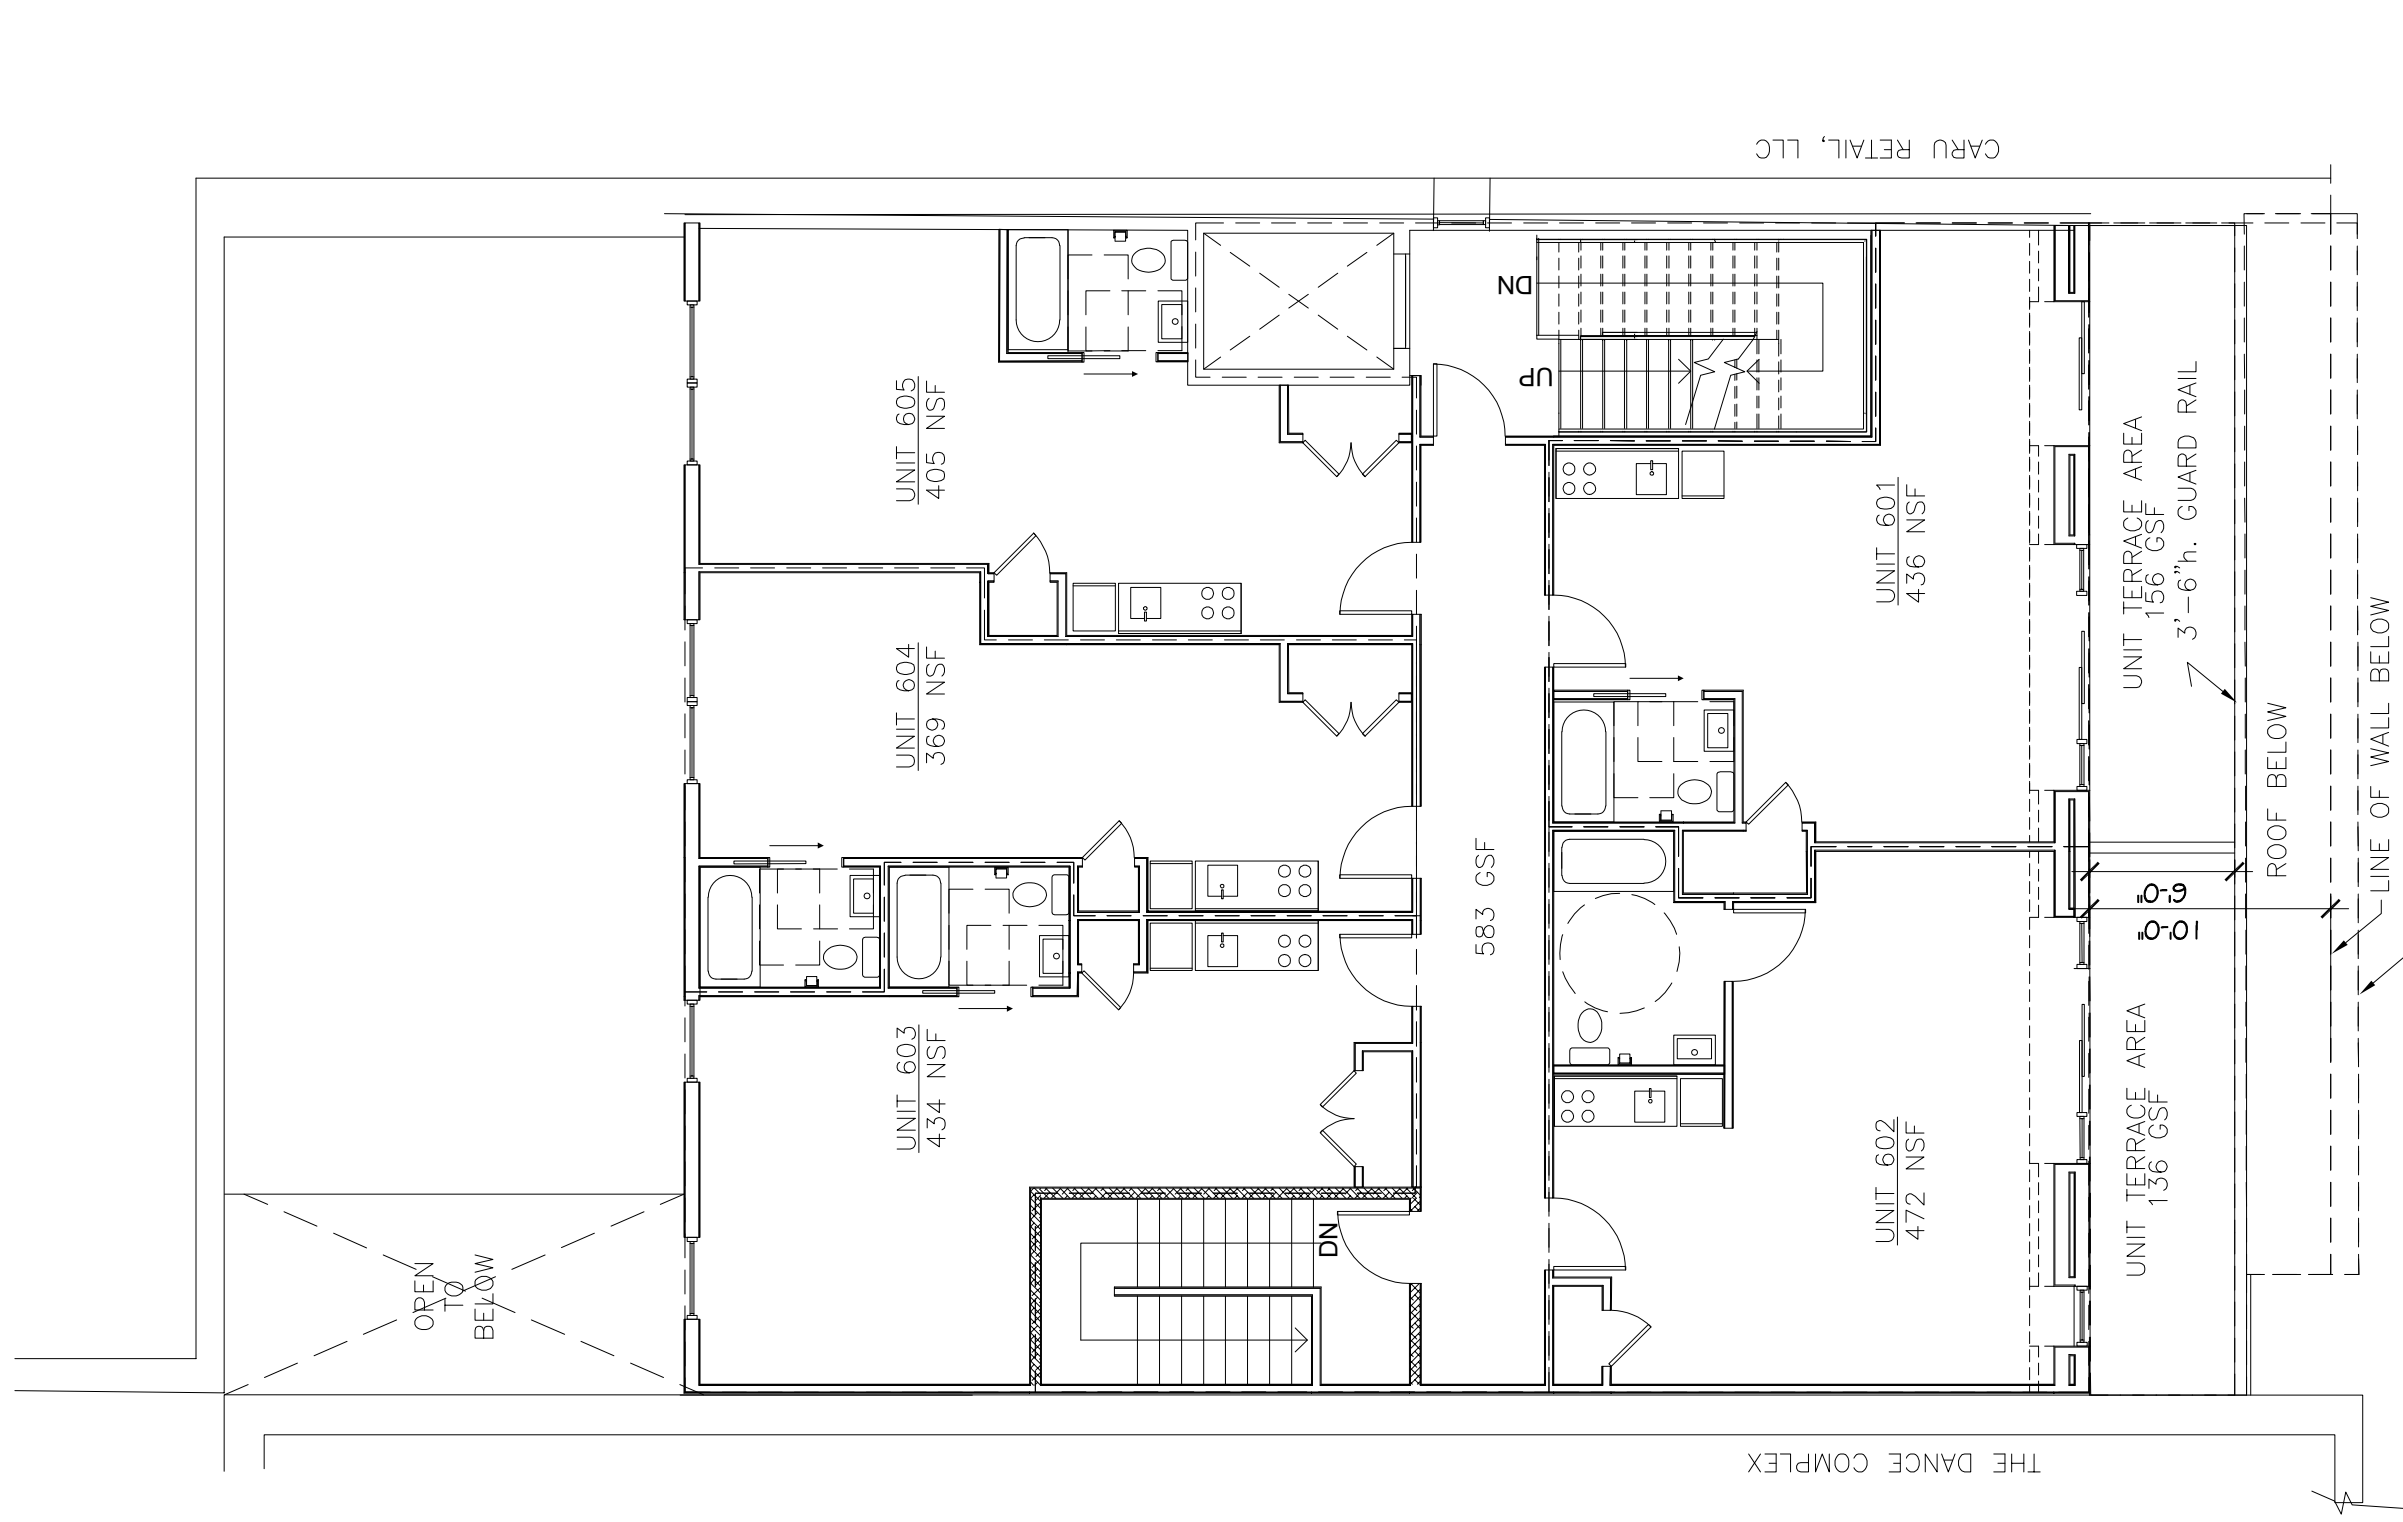 CARU RETAIL, LLC
DN
UP
UNIT 605
405 NSF
UNIT 601
436 NSF
UNIT TERRACE AREA
156 GSF
3'-6"h. GUARD RAIL
UNIT 604
369 NSF
583 GSF
ROOF BELOW
LINE OF WALL BELOW
6'-0"
10'-0"
UNIT 603
434 NSF
UNIT 602
472 NSF
UNIT TERRACE AREA
136 GSF
DN
OPEN
TO
BELOW
THE DANCE COMPLEX